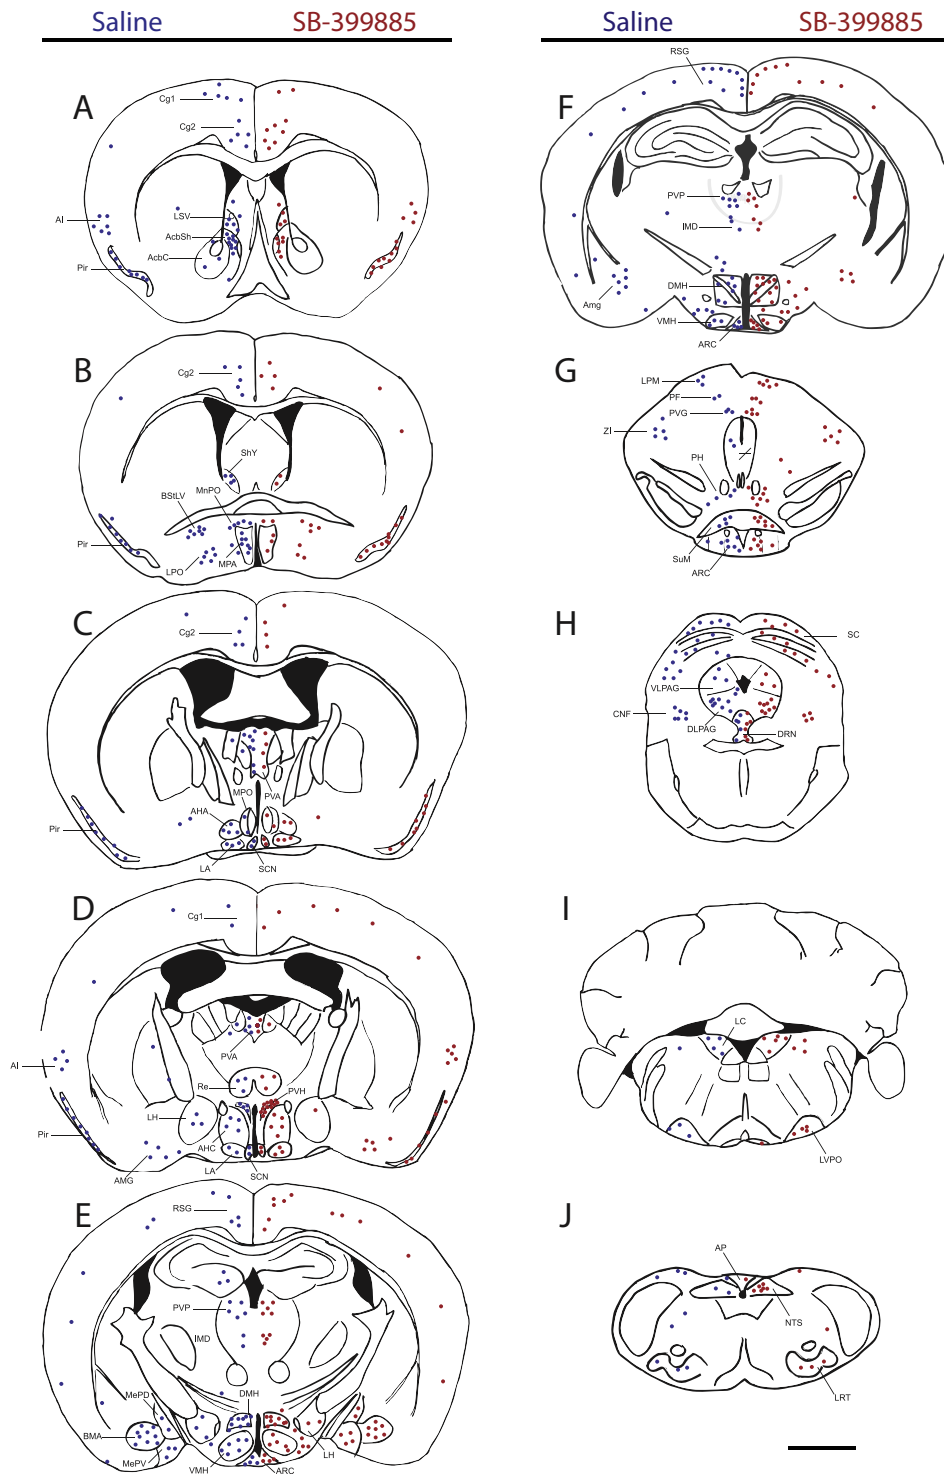 Saline SB-399885
A
Cg1
Cg2
AI
LSV
AcbSh
AcbC
Pir
B
Cg2
ShY
MnPO
BStLV
Pir
LPO
MPA
C
Cg2
MPO
PVA
AHA
Pir
LA
SCN
D
Cg1
PVA
AI
Re
PVH
LH
Pir
AHC
LA
SCN
AMG
E
RSG
PVP
IMD
MePD
DMH
BMA
MePV
VMH
ARC
LH
Saline SB-399885
F
RSG
PVP
IMD
DMH
Amg
VMH
ARC
G
LPM
PF
PVG
ZI
PH
SuM
ARC
H
SC
VLPAG
CNF
DLPAG
DRN
I
LC
LVPO
J
AP
NTS
LRT